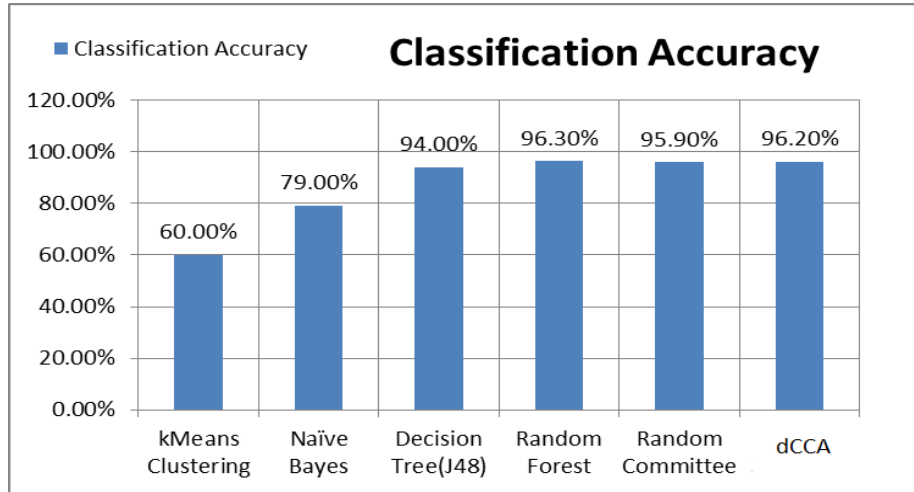 Classification Accuracy
Classification Accuracy
120.00%
100.00%
80.00%
60.00%
40.00%
20.00%
0.00%
60.00%
79.00%
94.00%
96.30%
95.90%
96.20%
kMeans
Clustering
Naïve
Bayes
Decision
Tree(J48)
Random
Forest
Random
Committee
dCCA